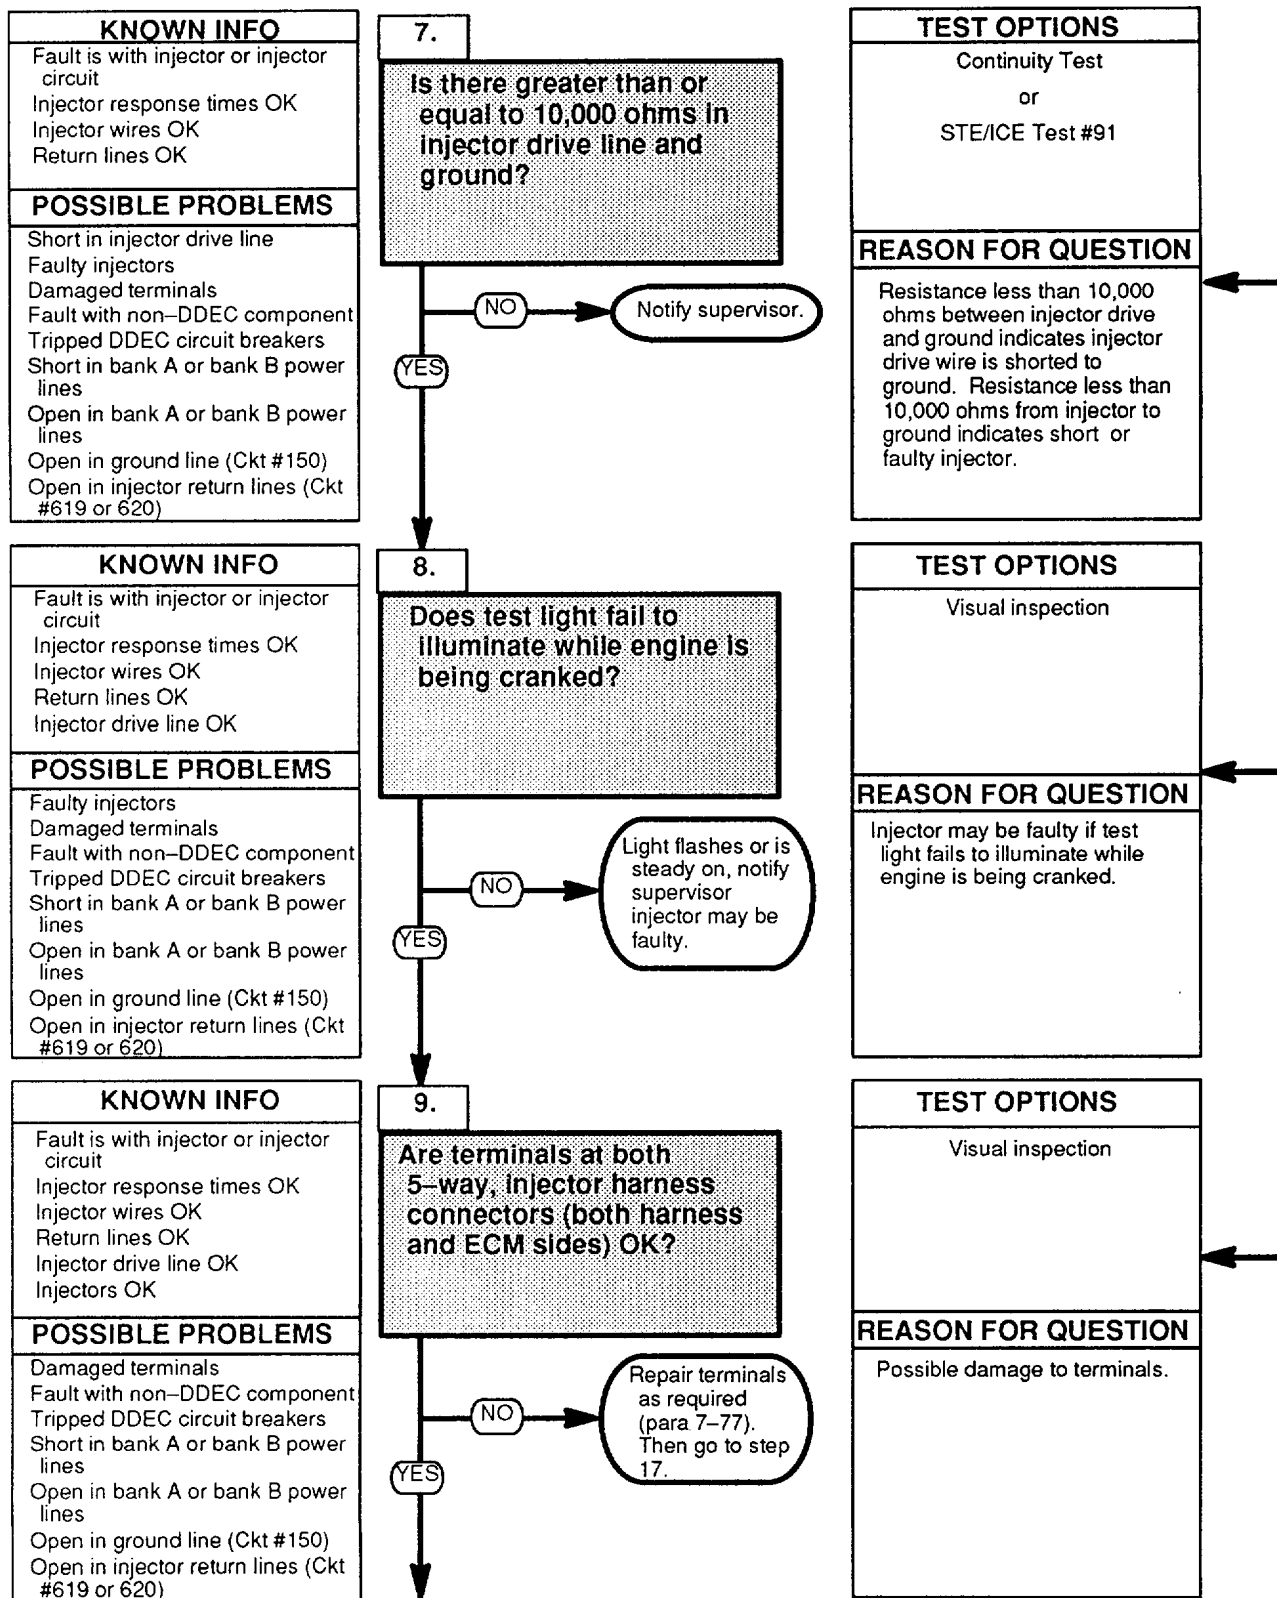 KNOWN INFO
Fault is with injector or injector
circuit
Injector response times OK
Injector wires OK
Return lines OK
POSSIBLE PROBLEMS
Short in injector drive line
Faulty injectors
Damaged terminals
Fault with non–DDEC component
Tripped DDEC circuit breakers
Short in bank A or bank B power
lines
Open in bank A or bank B power
lines
Open in ground line (Ckt #150)
Open in injector return lines (Ckt
#619 or 620)
7.
Is there greater than or
equal to 10,000 ohms in
injector drive line and
ground?
NO
Notify supervisor.
YES
TEST OPTIONS
Continuity Test
or
STE/ICE Test #91
REASON FOR QUESTION
Resistance less than 10,000
ohms between injector drive
and ground indicates injector
drive wire is shorted to
ground. Resistance less than
10,000 ohms from injector to
ground indicates short or
faulty injector.
KNOWN INFO
Fault is with injector or injector
circuit
Injector response times OK
Injector wires OK
Return lines OK
Injector drive line OK
POSSIBLE PROBLEMS
Faulty injectors
Damaged terminals
Fault with non–DDEC component
Tripped DDEC circuit breakers
Short in bank A or bank B power
lines
Open in bank A or bank B power
lines
Open in ground line (Ckt #150)
Open in injector return lines (Ckt
#619 or 620)
8.
Does test light fail to
illuminate while engine is
being cranked?
NO
Light flashes or is
steady on, notify
supervisor
injector may be
faulty.
YES
TEST OPTIONS
Visual inspection
REASON FOR QUESTION
Injector may be faulty if test
light fails to illuminate while
engine is being cranked.
KNOWN INFO
Fault is with injector or injector
circuit
Injector response times OK
Injector wires OK
Return lines OK
Injector drive line OK
Injectors OK
POSSIBLE PROBLEMS
Damaged terminals
Fault with non–DDEC component
Tripped DDEC circuit breakers
Short in bank A or bank B power
lines
Open in bank A or bank B power
lines
Open in ground line (Ckt #150)
Open in injector return lines (Ckt
#619 or 620)
9.
Are terminals at both
5–way, injector harness
connectors (both harness
and ECM sides) OK?
NO
Repair terminals
as required
(para 7–77).
Then go to step
17.
YES
TEST OPTIONS
Visual inspection
REASON FOR QUESTION
Possible damage to terminals.